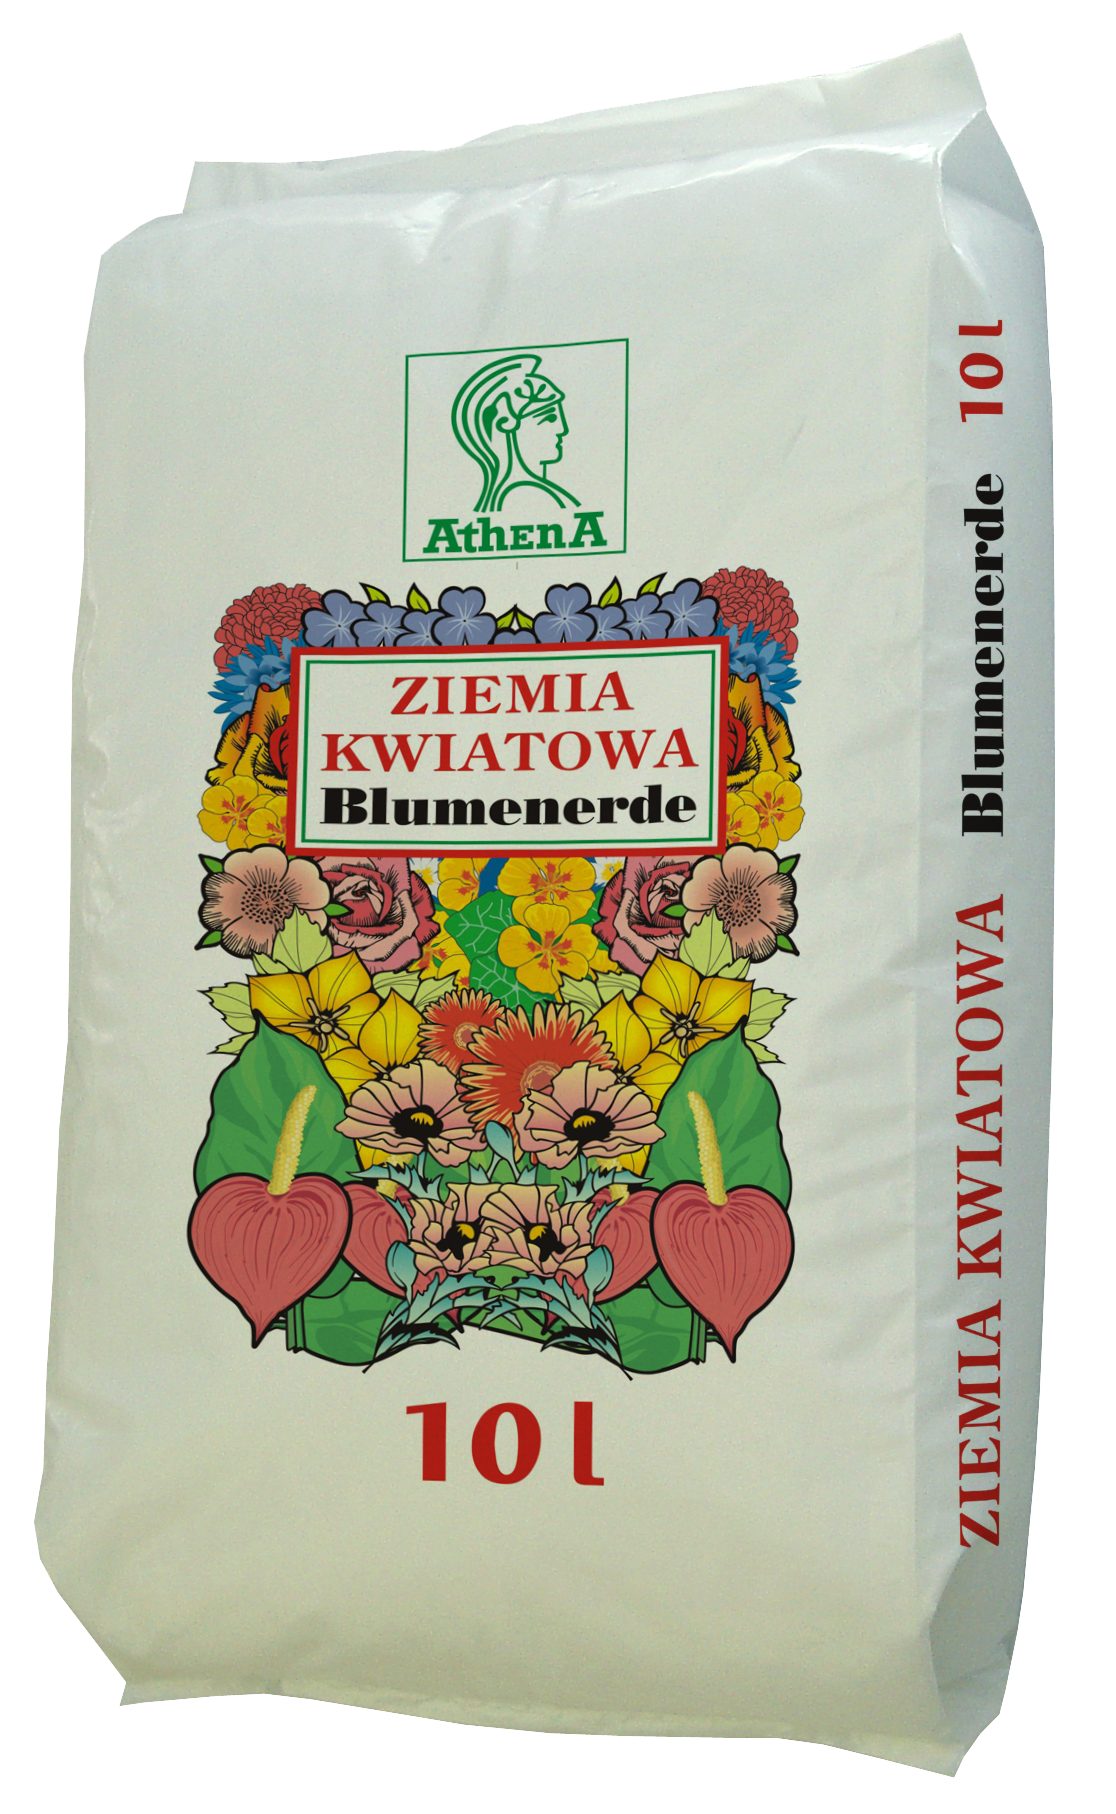 AthenA
ZIEMIA
KWIATOWA
Blumenerde
10 l
ZIEMIA KWIATOWA Blumenerde 10 l